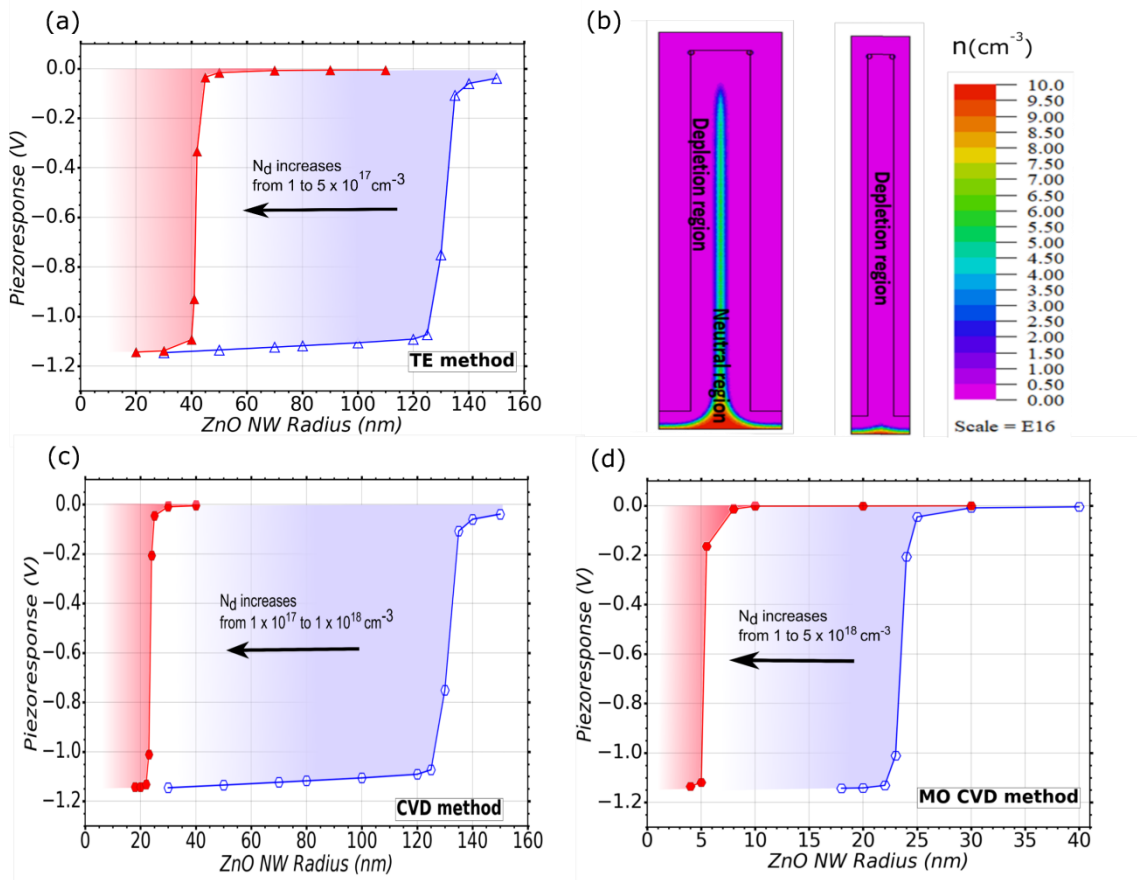 (a)
Piezoresponse (V)
0.0
−0.2
−0.4
−0.6
−0.8
−1.0
−1.2
N_d increases
from 1 to 5 x 10^17 cm^-3
TE method
0 20 40 60 80 100 120 140 160
ZnO NW Radius (nm)
(b)
Depletion region
Neutral region
Depletion region
n(cm^-3)
10.0
9.50
9.00
8.50
8.00
7.50
7.00
6.50
6.00
5.50
5.00
4.50
4.00
3.50
3.00
2.50
2.00
1.50
1.00
0.50
0.00
Scale = E16
(c)
Piezoresponse (V)
0.0
−0.2
−0.4
−0.6
−0.8
−1.0
−1.2
N_d increases
from 1 x 10^17 to 1 x 10^18 cm^-3
CVD method
0 20 40 60 80 100 120 140 160
ZnO NW Radius (nm)
(d)
Piezoresponse (V)
0.0
−0.2
−0.4
−0.6
−0.8
−1.0
−1.2
N_d increases
from 1 to 5 x 10^18 cm^-3
MO CVD method
0 5 10 15 20 25 30 35 40
ZnO NW Radius (nm)